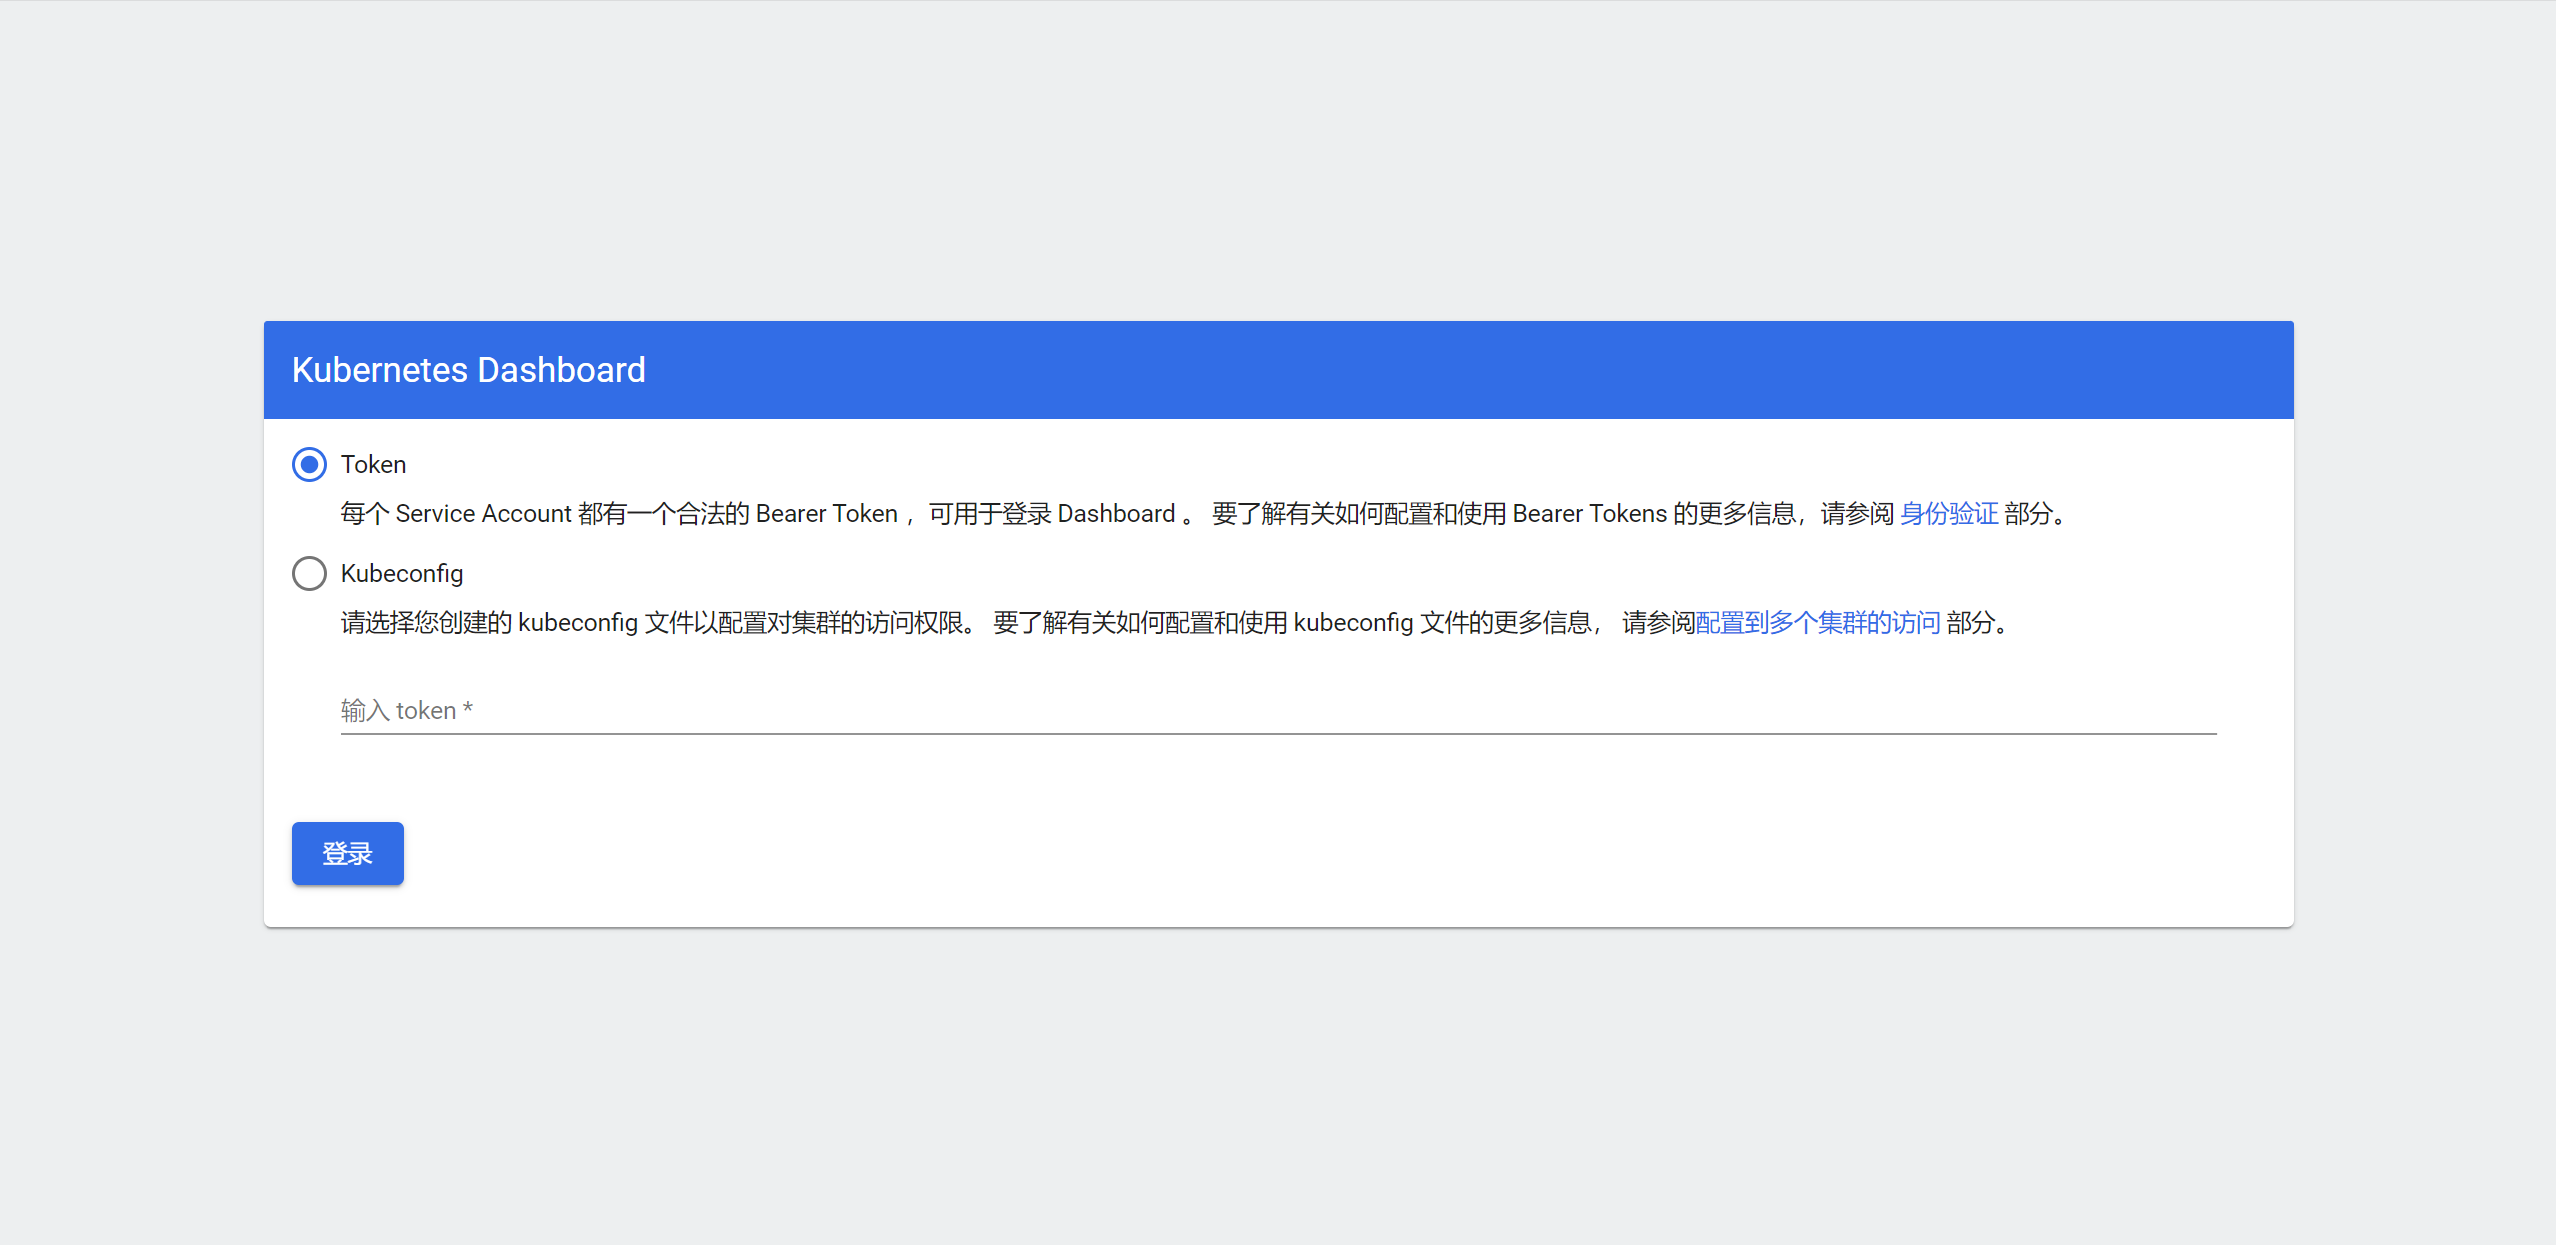 Kubernetes Dashboard
Token
每个 Service Account 都有一个合法的 Bearer Token ，可用于登录 Dashboard 。 要了解有关如何配置和使用 Bearer Tokens 的更多信息，请参阅 身份验证 部分。
Kubeconfig
请选择您创建的 kubeconfig 文件以配置对集群的访问权限。 要了解有关如何配置和使用 kubeconfig 文件的更多信息， 请参阅配置到多个集群的访问 部分。
输入 token *
登录